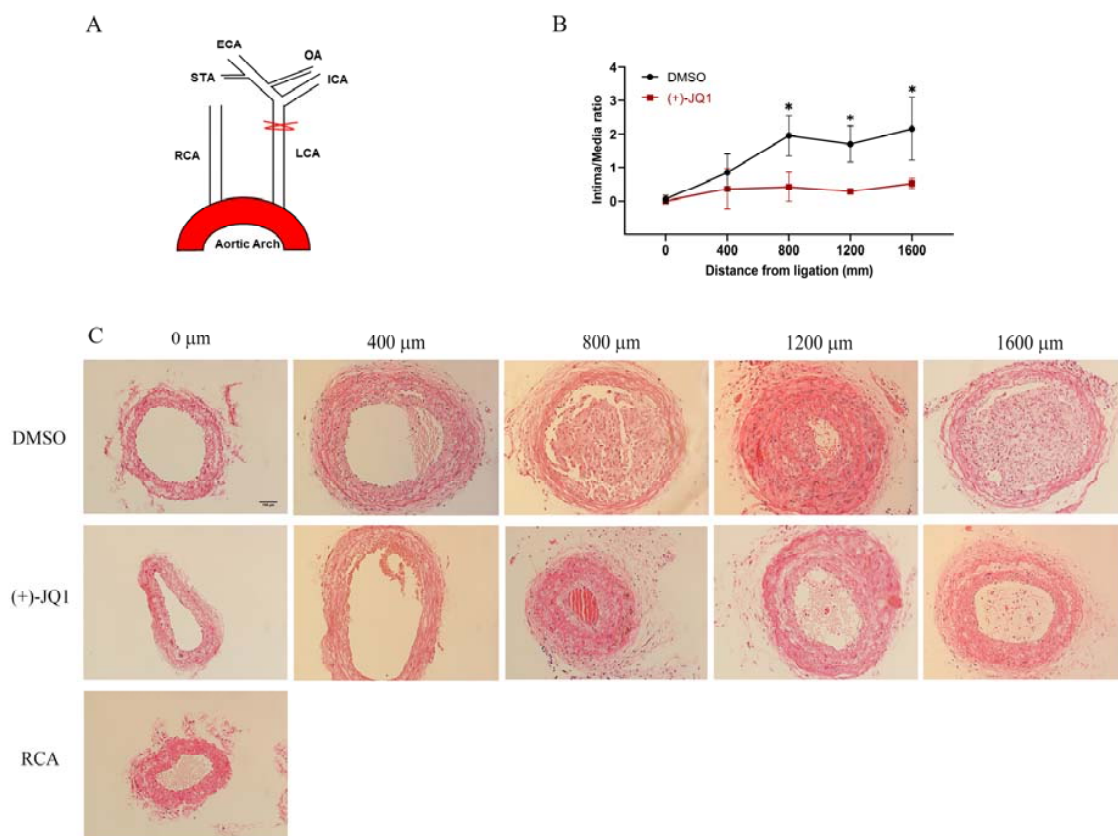 A
ECA
OA
STA
ICA
RCA
LCA
Aortic Arch
B
DMSO
(+)-JQ1
Intima/Media ratio
4
3
2
1
0
* * *
0 400 800 1200 1600
Distance from ligation (mm)
C
0 μm 400 μm 800 μm 1200 μm 1600 μm
DMSO
(+)-JQ1
RCA